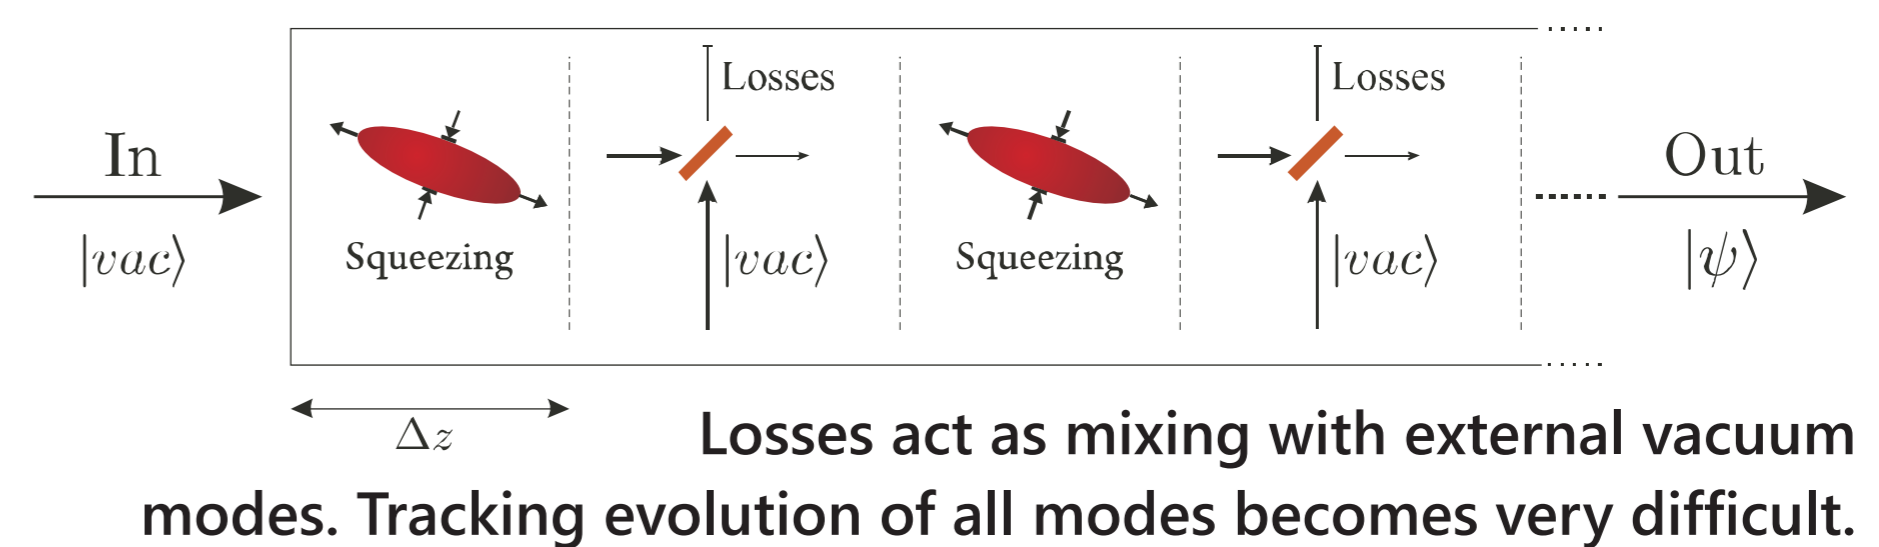 In
|vac⟩
Squeezing
Losses
|vac⟩
Squeezing
Losses
|vac⟩
Out
|ψ⟩
Δz
Losses act as mixing with external vacuum
modes. Tracking evolution of all modes becomes very difficult.